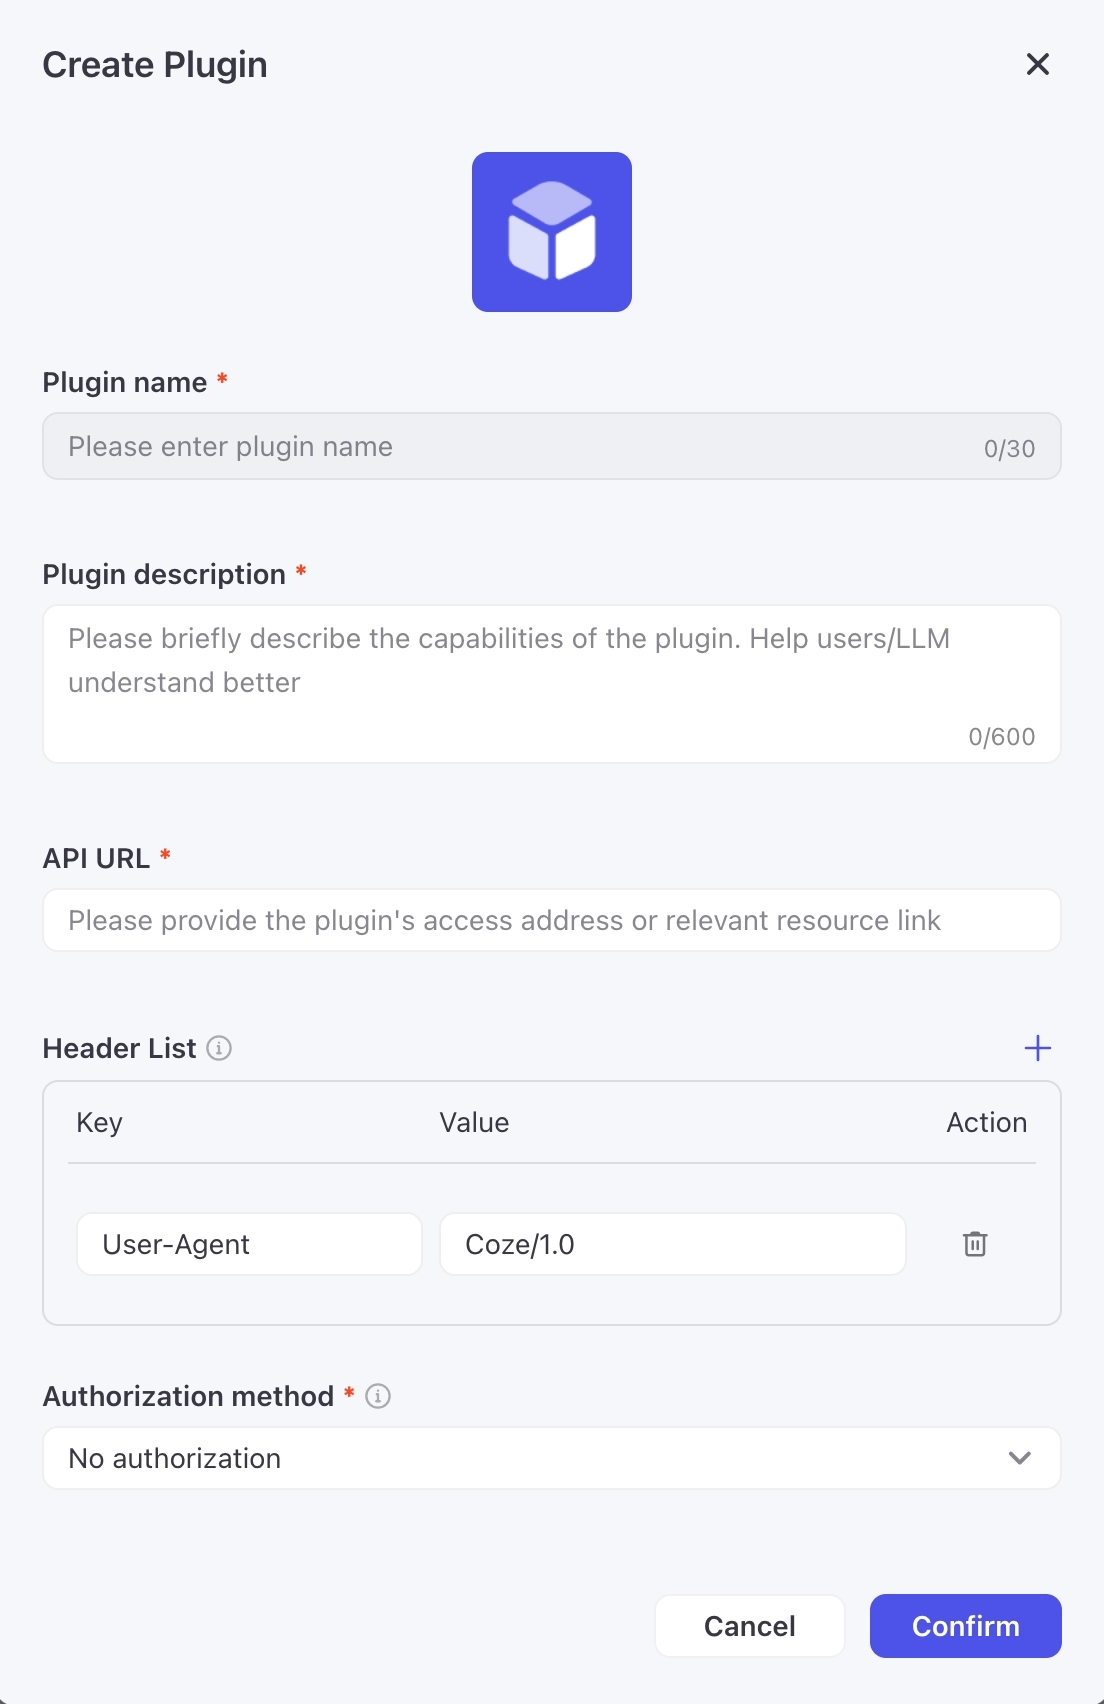 Create Plugin
Plugin name *
Please enter plugin name 0/30
Plugin description *
Please briefly describe the capabilities of the plugin. Help users/LLM
understand better
0/600
API URL *
Please provide the plugin's access address or relevant resource link
Header List
Key Value Action
User-Agent Coze/1.0
Authorization method *
No authorization
Cancel Confirm